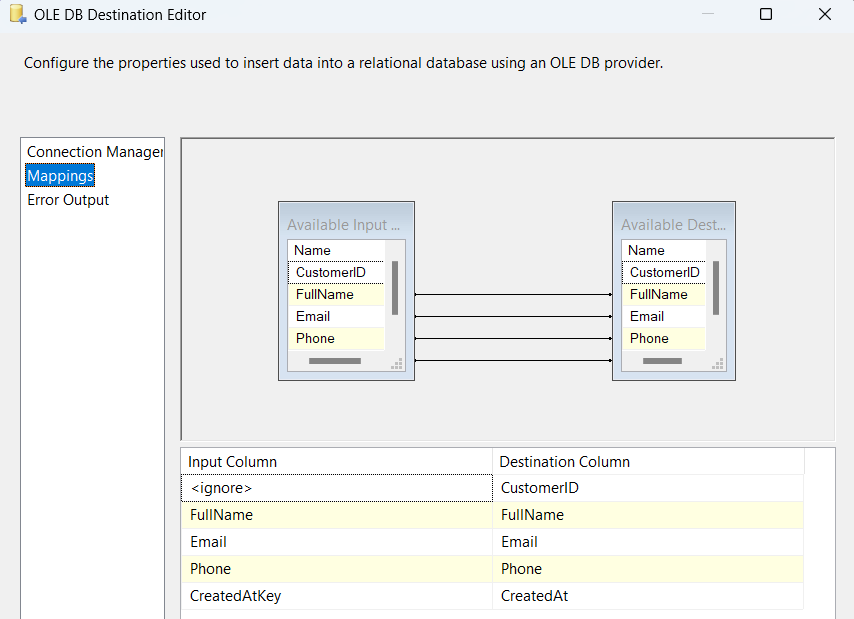 OLE DB Destination Editor
Configure the properties used to insert data into a relational database using an OLE DB provider.
Connection Manager
Mappings
Error Output
Available Input ...
Name
CustomerID
FullName
Email
Phone
Available Dest...
Name
CustomerID
FullName
Email
Phone
Input Column Destination Column
<ignore> CustomerID
FullName FullName
Email Email
Phone Phone
CreatedAtKey CreatedAt